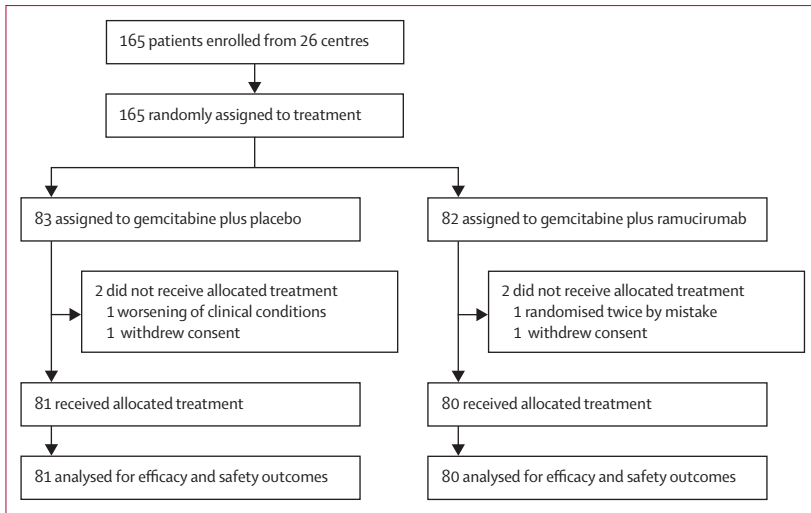 165 patients enrolled from 26 centres
165 randomly assigned to treatment
83 assigned to gemcitabine plus placebo
82 assigned to gemcitabine plus ramucirumab
2 did not receive allocated treatment
1 worsening of clinical conditions
1 withdrew consent
2 did not receive allocated treatment
1 randomised twice by mistake
1 withdrew consent
81 received allocated treatment
80 received allocated treatment
81 analysed for efficacy and safety outcomes
80 analysed for efficacy and safety outcomes